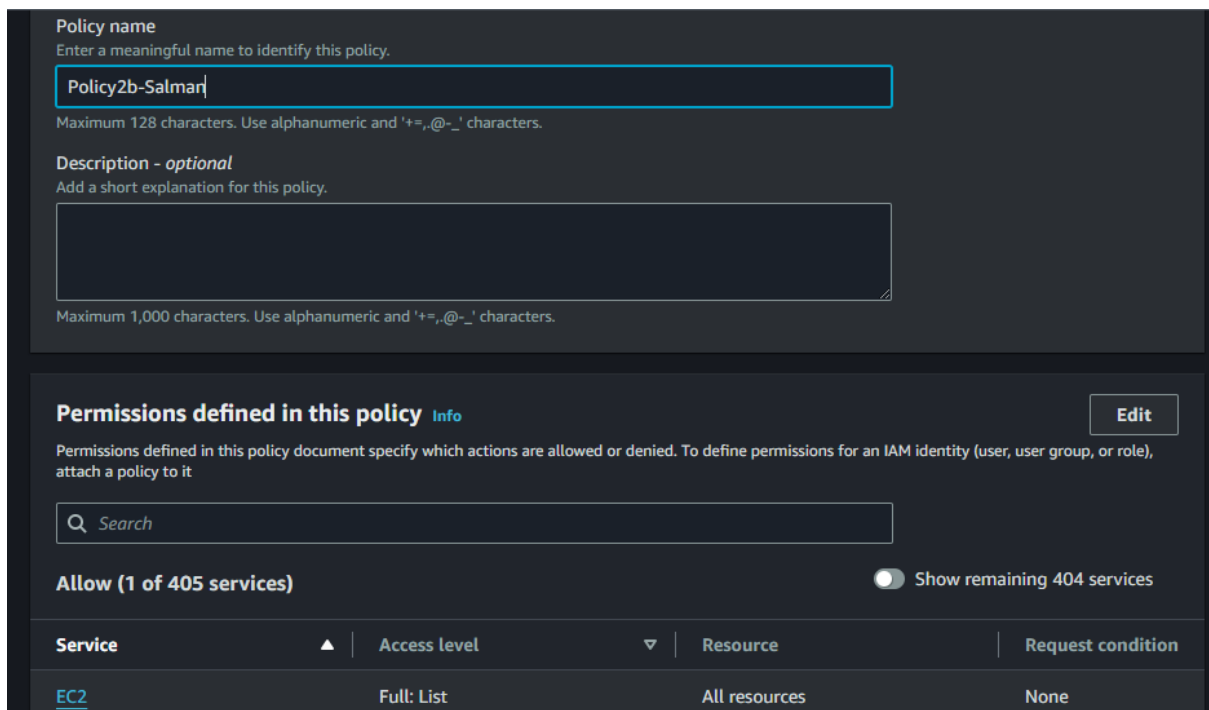 Policy name
Enter a meaningful name to identify this policy.
Policy2b-Salman
Maximum 128 characters. Use alphanumeric and '+=,.@-_' characters.
Description - optional
Add a short explanation for this policy.
Maximum 1,000 characters. Use alphanumeric and '+=,.@-_' characters.
Permissions defined in this policy Info
Edit
Permissions defined in this policy document specify which actions are allowed or denied. To define permissions for an IAM identity (user, user group, or role),
attach a policy to it
Search
Allow (1 of 405 services)
Show remaining 404 services
Service Access level Resource Request condition
EC2 Full: List All resources None